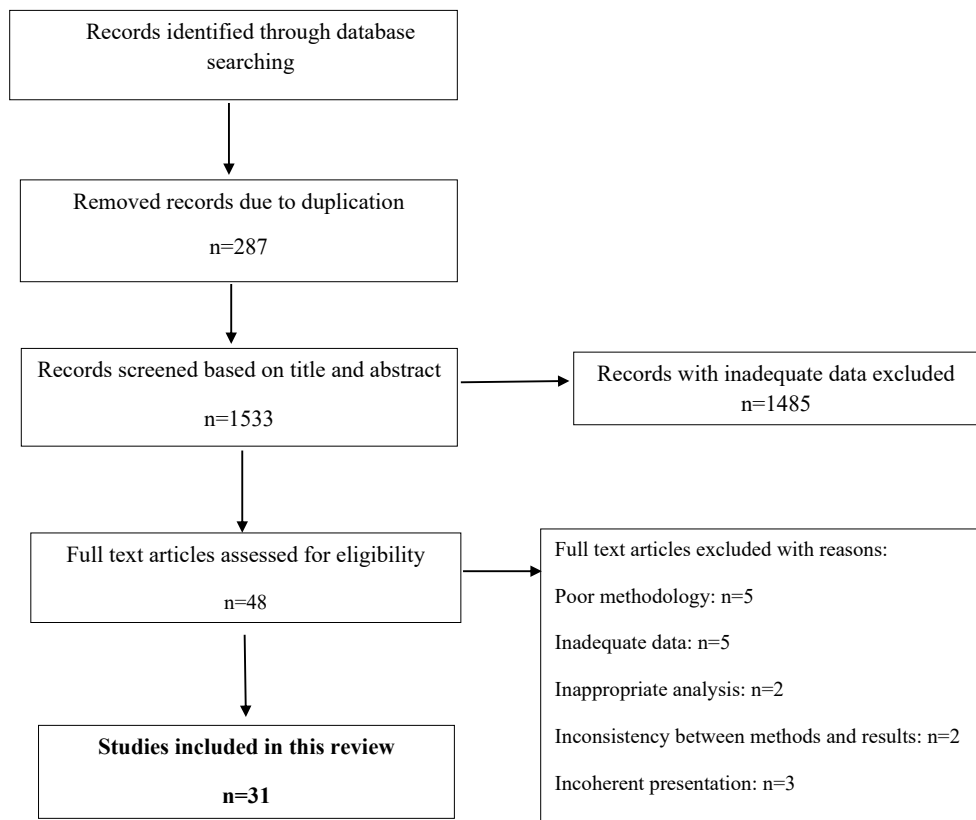 Records identified through database
searching
Removed records due to duplication
n=287
Records screened based on title and abstract
n=1533
Records with inadequate data excluded
n=1485
Full text articles assessed for eligibility
n=48
Full text articles excluded with reasons:
Poor methodology: n=5
Inadequate data: n=5
Inappropriate analysis: n=2
Inconsistency between methods and results: n=2
Incoherent presentation: n=3
Studies included in this review
n=31